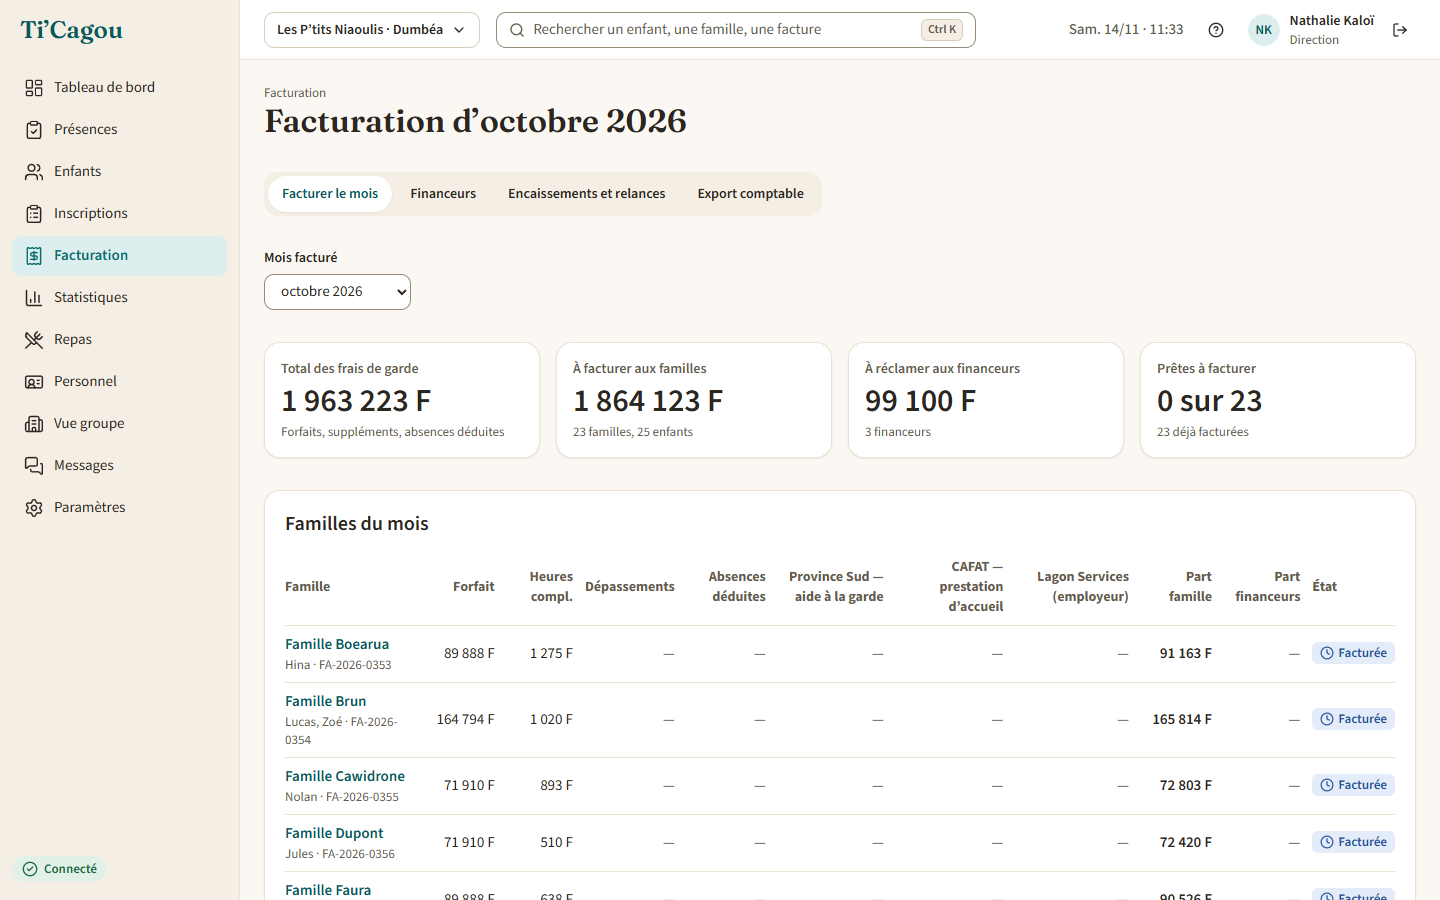 Ti'Cagou
Les P'tits Niaoulis · Dumbéa
Rechercher un enfant, une famille, une facture
Ctrl K
Sam. 14/11 · 11:33
NK
Nathalie Kaloï
Direction
Tableau de bord
Présences
Enfants
Inscriptions
Facturation
Statistiques
Repas
Personnel
Vue groupe
Messages
Paramètres
Connecté
Facturation
Facturation d'octobre 2026
Facturer le mois
Financeurs
Encaissements et relances
Export comptable
Mois facturé
octobre 2026
Total des frais de garde
1 963 223 F
Forfaits, suppléments, absences déduites
À facturer aux familles
1 864 123 F
23 familles, 25 enfants
À réclamer aux financeurs
99 100 F
3 financeurs
Prêtes à facturer
0 sur 23
23 déjà facturées
Familles du mois
Famille
Forfait
Heures
compl.
Dépassements
Absences
déduites
Province Sud —
aide à la garde
CAFAT —
prestation
d'accueil
Lagon Services
(employeur)
Part
famille
Part
financeurs
État
Famille Boearua
Hina · FA-2026-0353
89 888 F
1 275 F
—
—
—
—
—
91 163 F
—
Facturée
Famille Brun
Lucas, Zoé · FA-2026-
0354
164 794 F
1 020 F
—
—
—
—
—
165 814 F
—
Facturée
Famille Cawidrone
Nolan · FA-2026-0355
71 910 F
893 F
—
—
—
—
—
72 803 F
—
Facturée
Famille Dupont
Jules · FA-2026-0356
71 910 F
510 F
—
—
—
—
—
72 420 F
—
Facturée
Famille Faura
89 888 F
638 F
—
—
—
—
—
90 526 F
—
Facturée